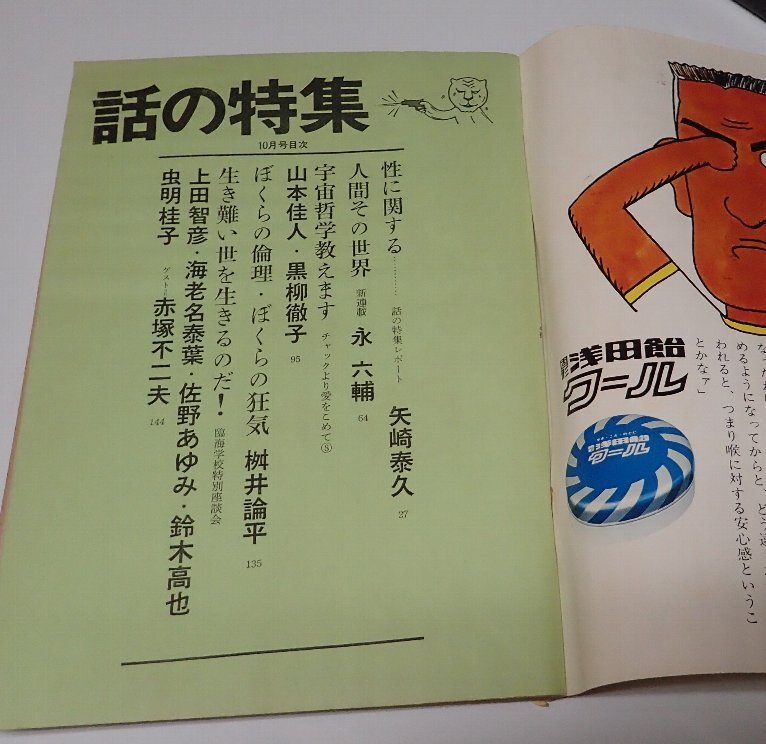 話の特集
10月号目次
性に関する………… 話の特集レポート 矢崎泰久 27
人間その世界 新連載 永 六輔 64
宇宙哲学教えます チャックより愛をこめて⑤
山本佳人・黒柳徹子 95
ぼくらの倫理・ぼくらの狂気 桝井論平 135
生き難い世を生きるのだ! 臨海学校特別座談会
上田智彦・海老名泰葉・佐野あゆみ・鈴木高也
虫明桂子 ゲスト= 赤塚不二夫 144
浅田飴
クール
浅田飴
クール
めるようになってからと、
われると、つまり喉に対する安心感というこ
とかなァ」